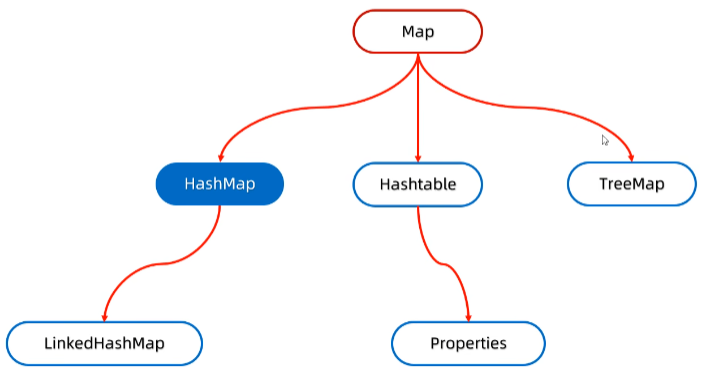 Map
HashMap
Hashtable
TreeMap
LinkedHashMap
Properties